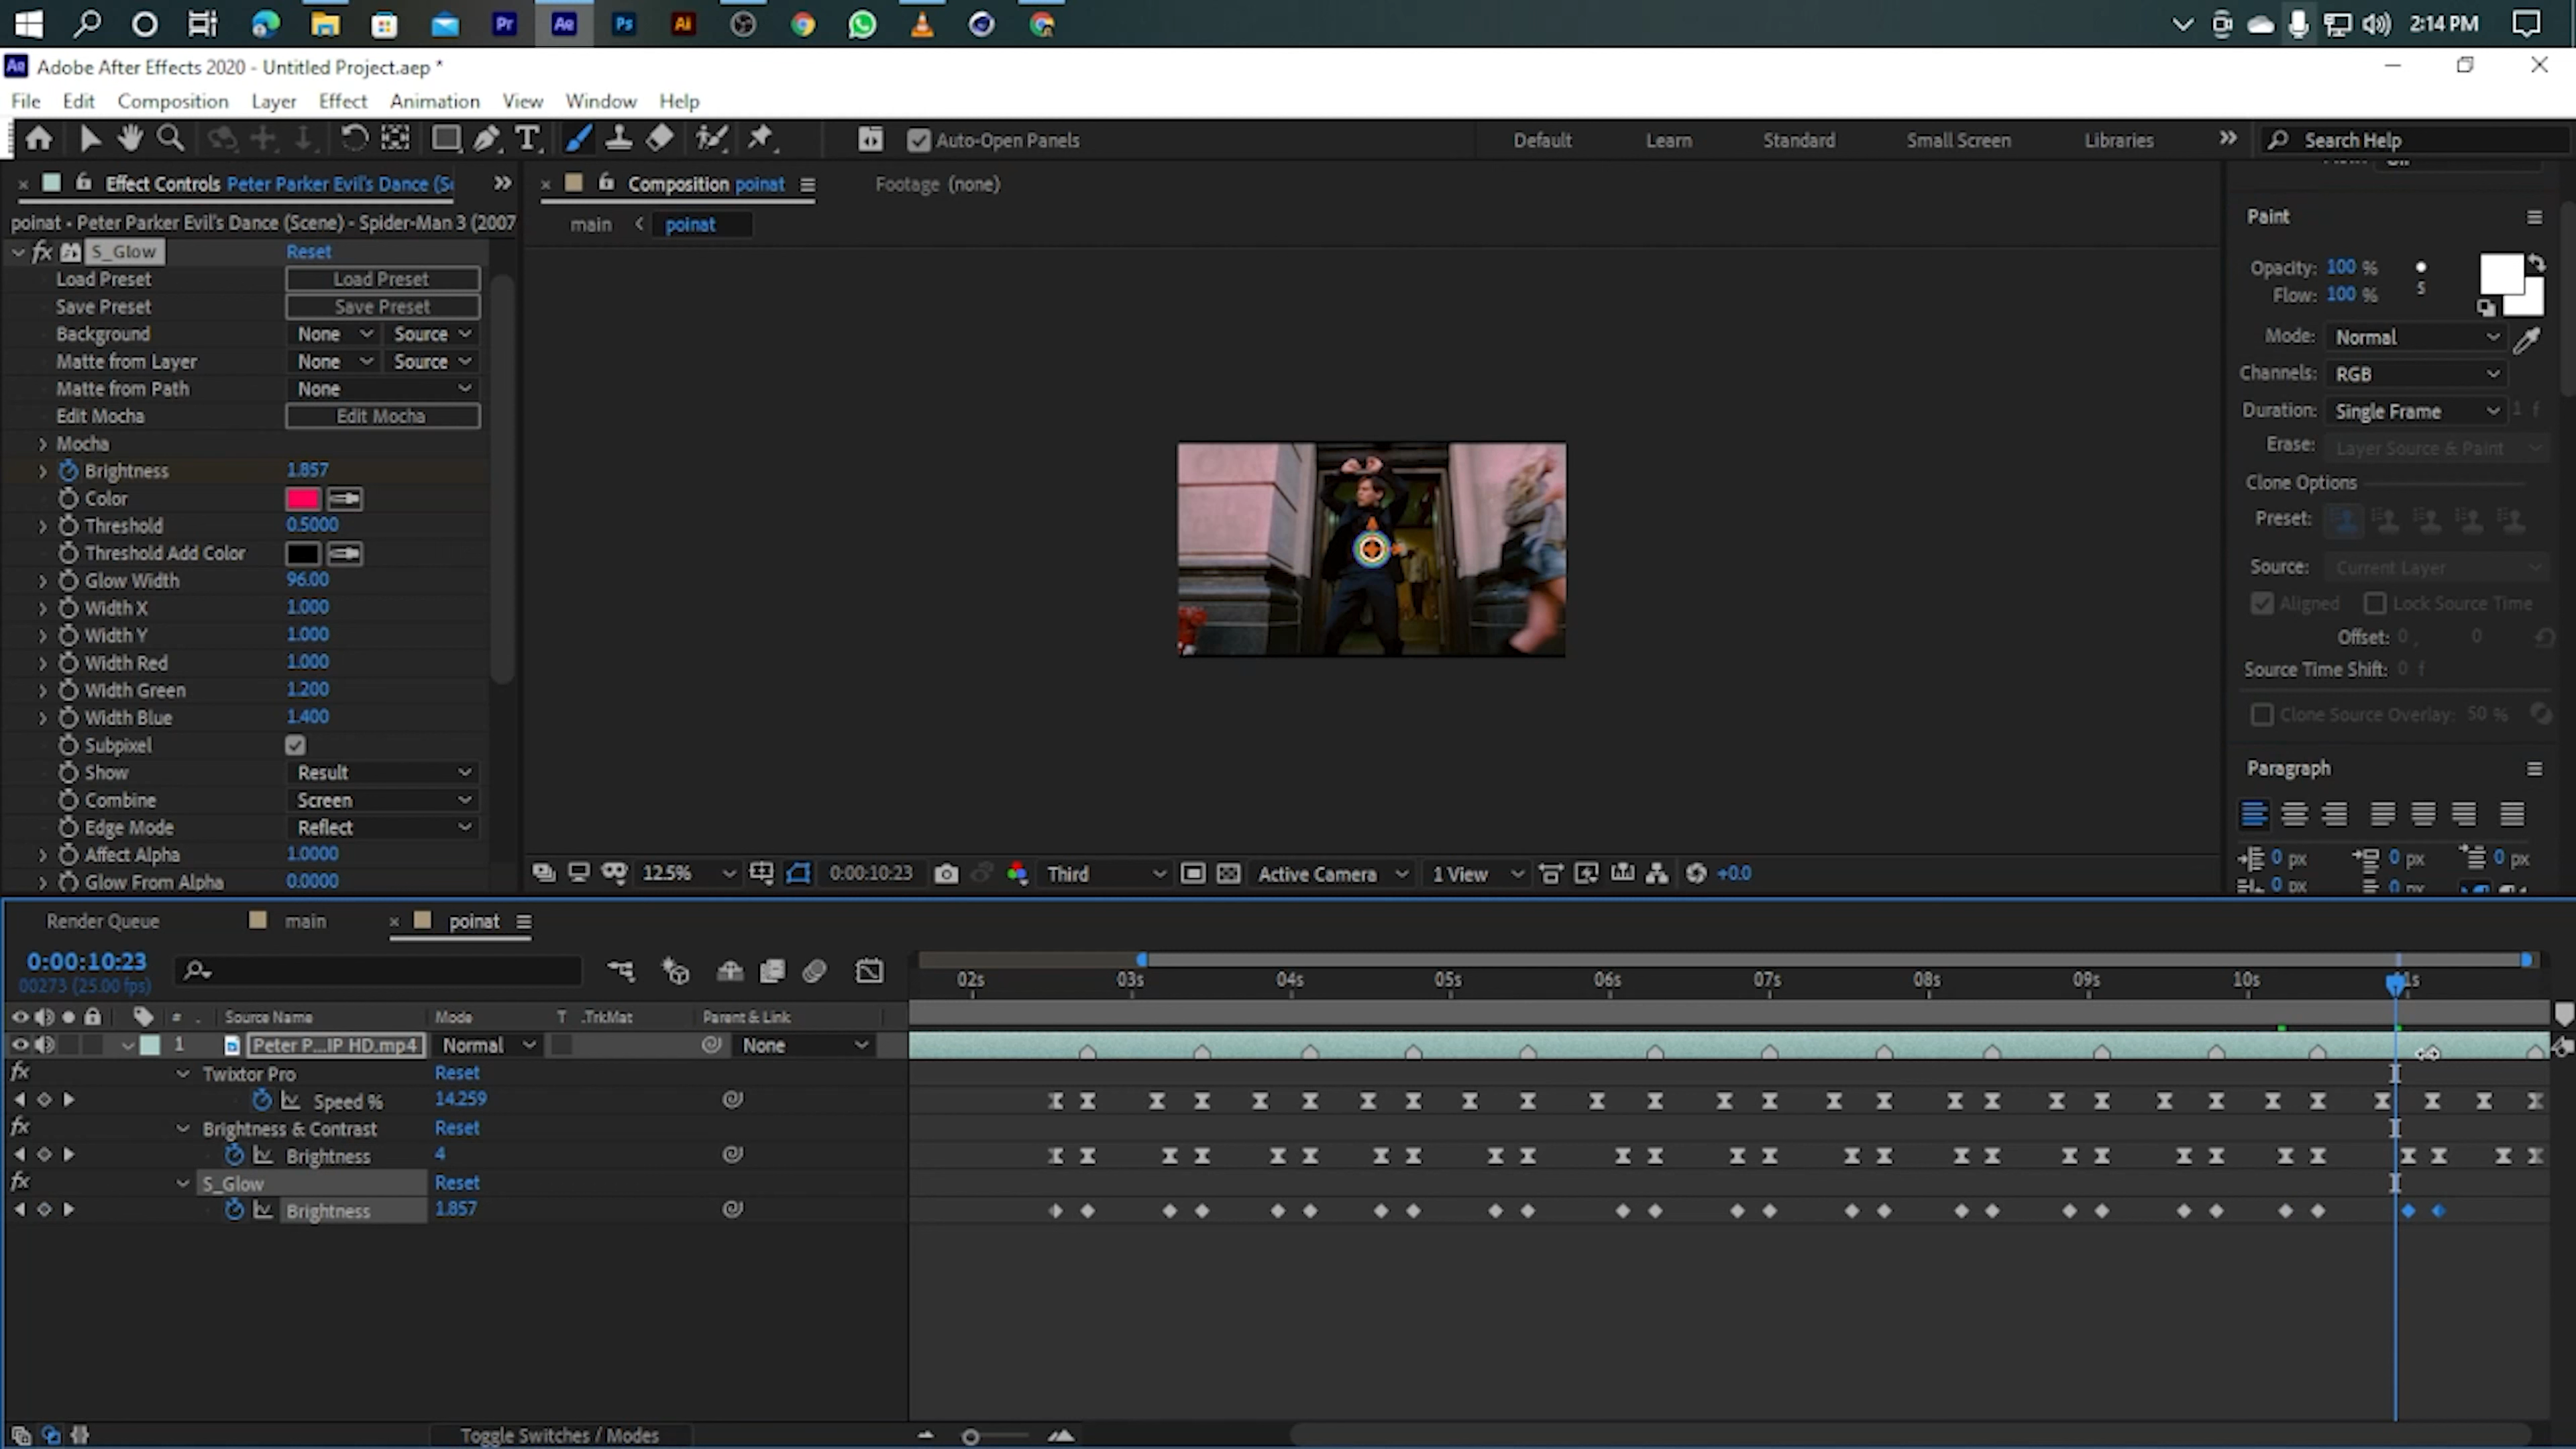 Pr
Ae
Ps
Ai
2:14 PM
Ae
Adobe After Effects 2020 - Untitled Project.aep *
File Edit Composition Layer Effect Animation View Window Help
Auto-Open Panels
Default Learn Standard Small Screen Libraries
Search Help
Effect Controls Peter Parker Evil's Dance (Sc
Composition poinat
Footage (none)
poinat • Peter Parker Evil's Dance (Scene) - Spider-Man 3 (2007
main
poinat
fx S_Glow Reset
Load Preset Load Preset
Save Preset Save Preset
Background None Source
Matte from Layer None Source
Matte from Path None
Edit Mocha Edit Mocha
Mocha
Brightness 1.857
Color
Threshold 0.5000
Threshold Add Color
Glow Width 96.00
Width X 1.000
Width Y 1.000
Width Red 1.000
Width Green 1.200
Width Blue 1.400
Subpixel
Show Result
Combine Screen
Edge Mode Reflect
Affect Alpha 1.0000
Glow From Alpha 0.0000
12.5% 0:00:10:23 Third Active Camera 1 View +0.0
Paint
Opacity: 100 %
Flow: 100 %
5
Mode: Normal
Channels: RGB
Duration: Single Frame 1 f
Erase: Layer Source & Paint
Clone Options
Preset:
Source: Current Layer
Aligned Lock Source Time
Offset: 0 , 0
Source Time Shift: 0 f
Clone Source Overlay: 50 %
Paragraph
0 px 0 px 0 px
0 px 0 px
Render Queue main poinat
0:00:10:23
00273 (25.00 fps)
02s 03s 04s 05s 06s 07s 08s 09s 10s
# Source Name Mode T .TrkMat Parent & Link
1 Peter P...IP HD.mp4 Normal None
fx Twixtor Pro Reset
Speed % 14.259
fx Brightness & Contrast Reset
Brightness 4
fx S_Glow Reset
Brightness 1.857
Toggle Switches / Modes